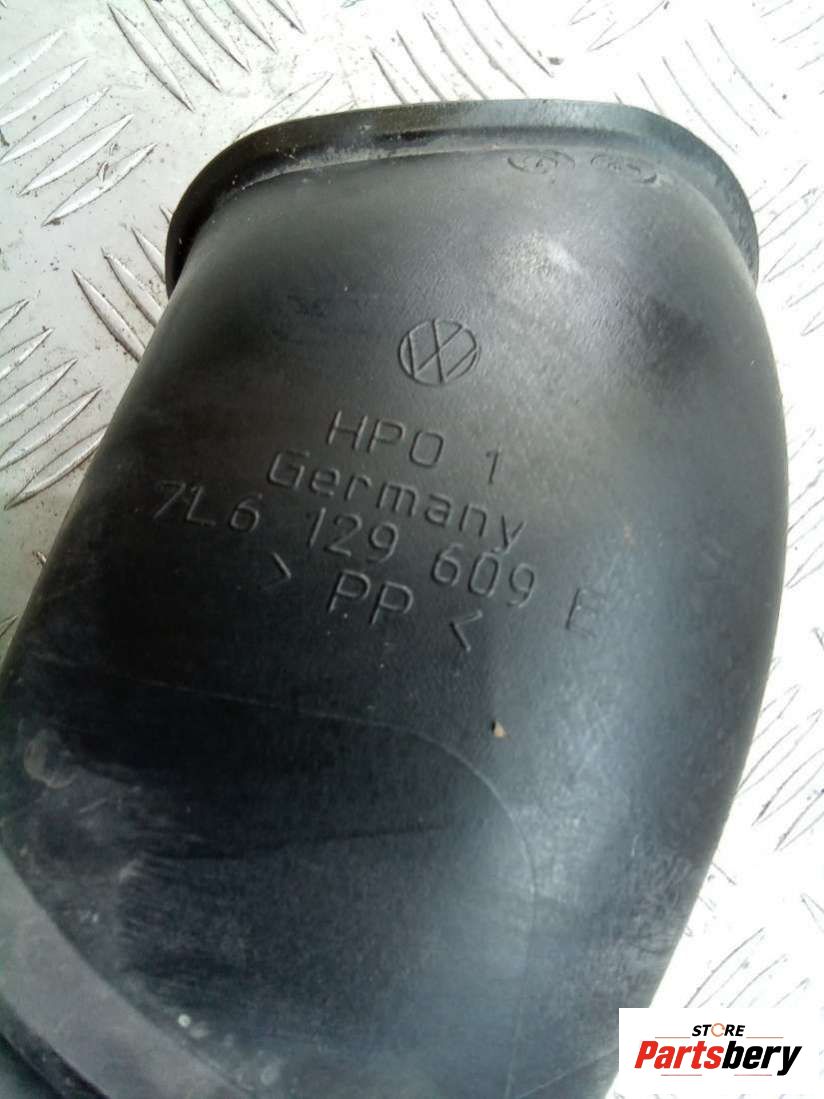 HPO 1
Germany
7L6 129 609 E
> PP <
STORE
Partsbery